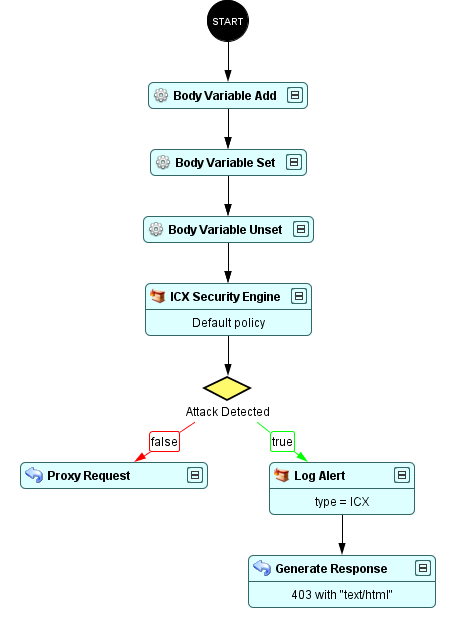 START
Body Variable Add
Body Variable Set
Body Variable Unset
ICX Security Engine
Default policy
Attack Detected
false
true
Proxy Request
Log Alert
type = ICX
Generate Response
403 with "text/html"